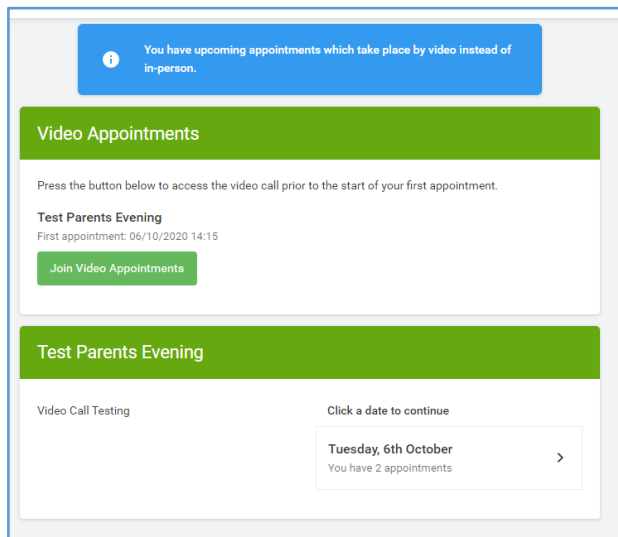 You have upcoming appointments which take place by video instead of
in-person.
Video Appointments
Press the button below to access the video call prior to the start of your first appointment.
Test Parents Evening
First appointment: 06/10/2020 14:15
Join Video Appointments
Test Parents Evening
Video Call Testing
Click a date to continue
Tuesday, 6th October
You have 2 appointments